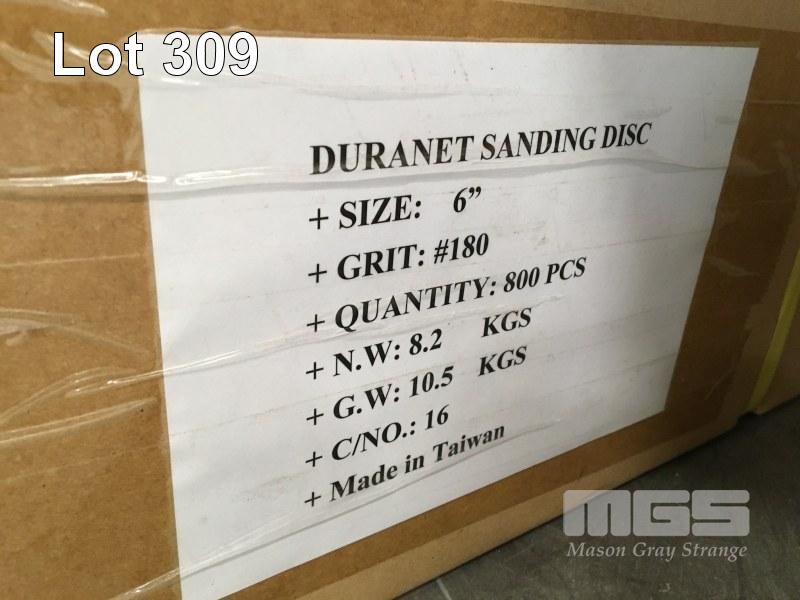 Lot 309
DURANET SANDING DISC
+ SIZE: 6”
+ GRIT: #180
+ QUANTITY: 800 PCS
+ N.W: 8.2 KGS
+ G.W: 10.5 KGS
+ C/NO.: 16
+ Made in Taiwan
MGS
Mason Gray Strange